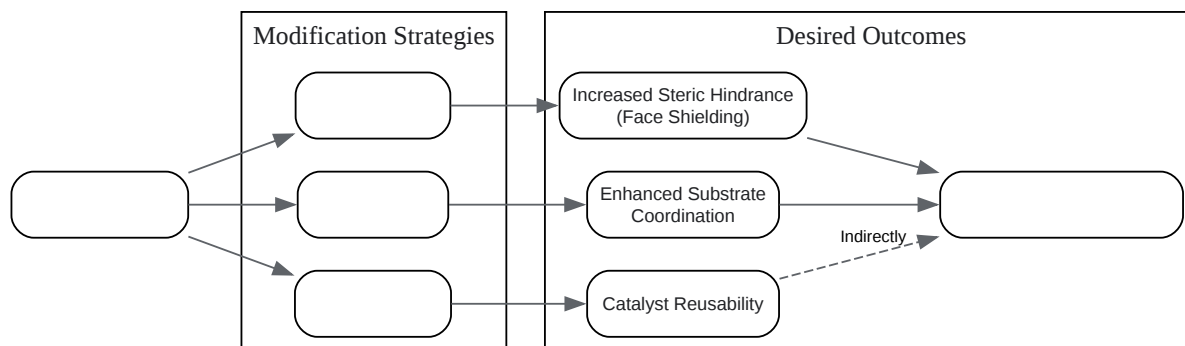 Modification Strategies
Desired Outcomes
Increased Steric Hindrance
(Face Shielding)
Enhanced Substrate
Coordination
Indirectly
Catalyst Reusability